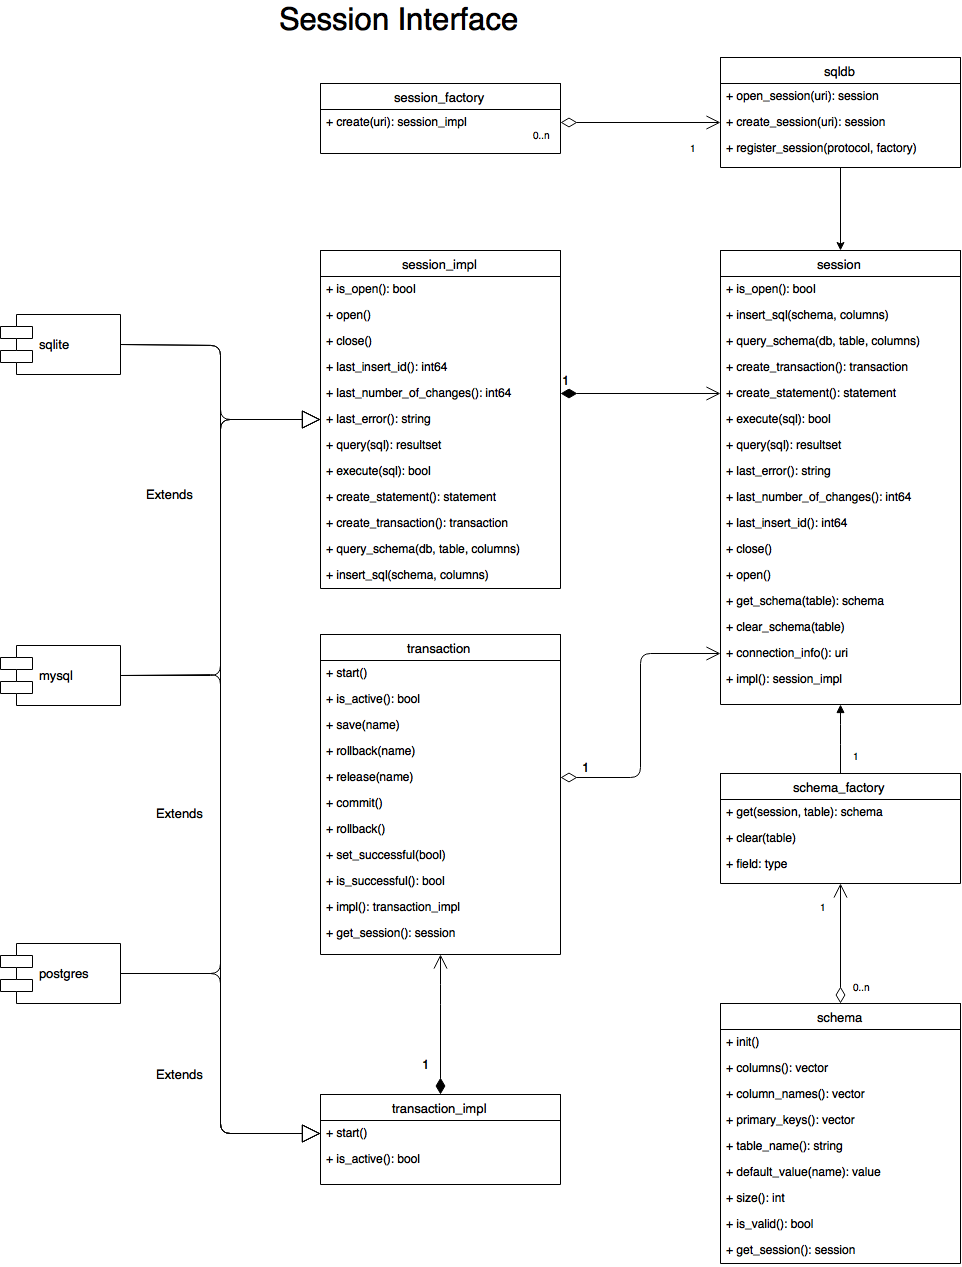 Session Interface
sqldb
+ open_session(uri): session
+ create_session(uri): session
+ register_session(protocol, factory)
session_factory
+ create(uri): session_impl
0..n
1
session_impl
+ is_open(): bool
+ open()
+ close()
+ last_insert_id(): int64
+ last_number_of_changes(): int64
+ last_error(): string
+ query(sql): resultset
+ execute(sql): bool
+ create_statement(): statement
+ create_transaction(): transaction
+ query_schema(db, table, columns)
+ insert_sql(schema, columns)
1
session
+ is_open(): bool
+ insert_sql(schema, columns)
+ query_schema(db, table, columns)
+ create_transaction(): transaction
+ create_statement(): statement
+ execute(sql): bool
+ query(sql): resultset
+ last_error(): string
+ last_number_of_changes(): int64
+ last_insert_id(): int64
+ close()
+ open()
+ get_schema(table): schema
+ clear_schema(table)
+ connection_info(): uri
+ impl(): session_impl
sqlite
Extends
mysql
Extends
postgres
Extends
transaction
+ start()
+ is_active(): bool
+ save(name)
+ rollback(name)
+ release(name)
+ commit()
+ rollback()
+ set_successful(bool)
+ is_successful(): bool
+ impl(): transaction_impl
+ get_session(): session
1
1
schema_factory
+ get(session, table): schema
+ clear(table)
+ field: type
1
0..n
1
transaction_impl
+ start()
+ is_active(): bool
schema
+ init()
+ columns(): vector
+ column_names(): vector
+ primary_keys(): vector
+ table_name(): string
+ default_value(name): value
+ size(): int
+ is_valid(): bool
+ get_session(): session